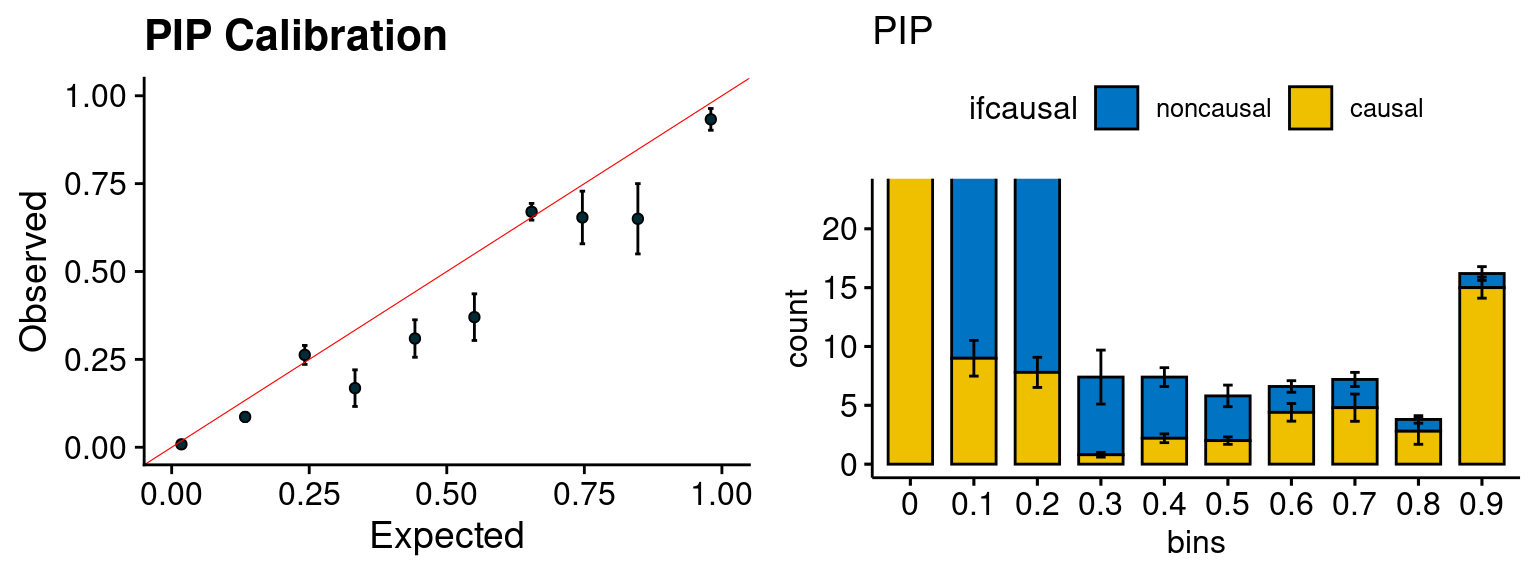 PIP Calibration
1.00
0.75
0.50
0.25
0.00
Observed
0.00 0.25 0.50 0.75 1.00
Expected
PIP
ifcausal noncausal causal
20
15
10
5
0
count
0 0.1 0.2 0.3 0.4 0.5 0.6 0.7 0.8 0.9
bins